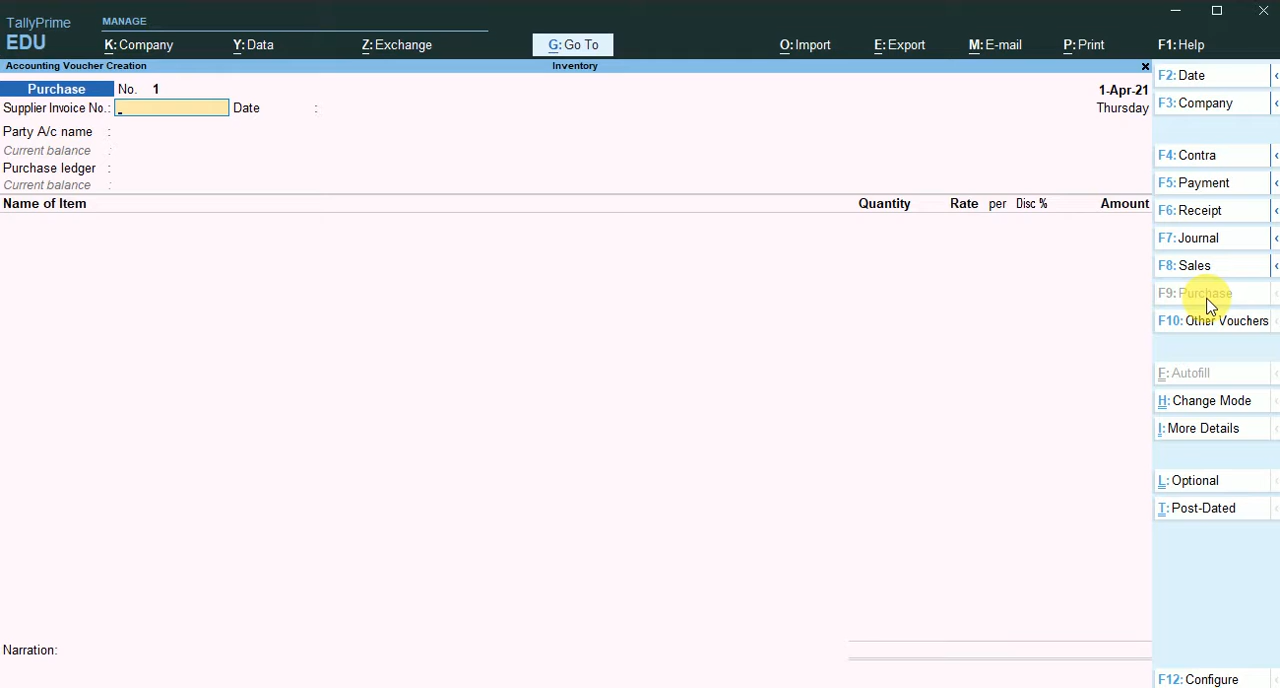 TallyPrime
EDU
MANAGE
K: Company
Y: Data
Z: Exchange
G: Go To
O: Import
E: Export
M: E-mail
P: Print
F1: Help
Accounting Voucher Creation
Inventory
Purchase No. 1
1-Apr-21
Supplier Invoice No.:
Date :
Thursday
Party A/c name :
Current balance :
Purchase ledger :
Current balance :
Name of Item
Quantity
Rate per
Disc %
Amount
Narration:
F2: Date
F3: Company
F4: Contra
F5: Payment
F6: Receipt
F7: Journal
F8: Sales
F9: Purchase
F10: Other Vouchers
F: Autofill
H: Change Mode
I: More Details
L: Optional
T: Post-Dated
F12: Configure